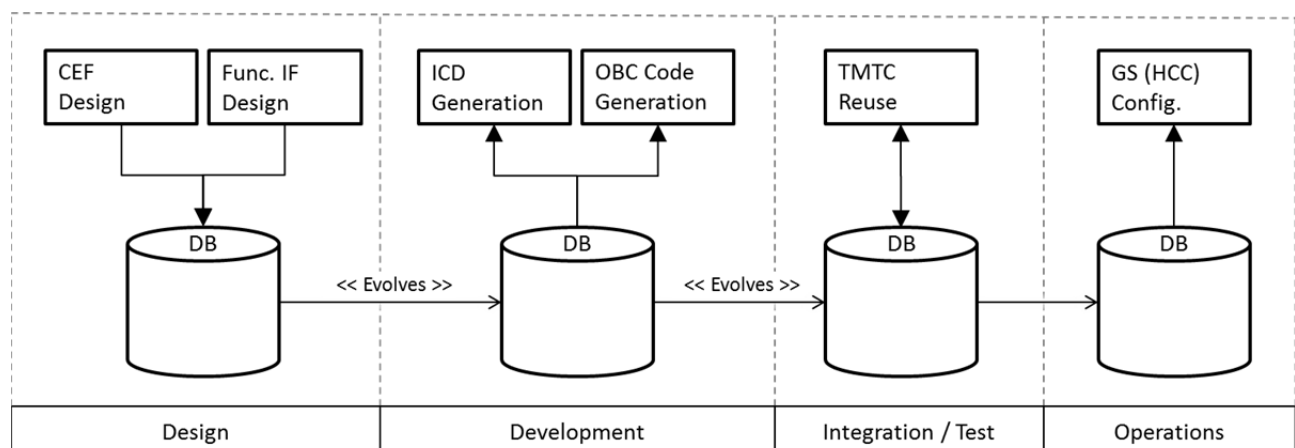 CEF
Design
Func. IF
Design
ICD
Generation
OBC Code
Generation
TMTC
Reuse
GS (HCC)
Config.
DB
DB
DB
DB
<< Evolves >>
<< Evolves >>
Design
Development
Integration / Test
Operations